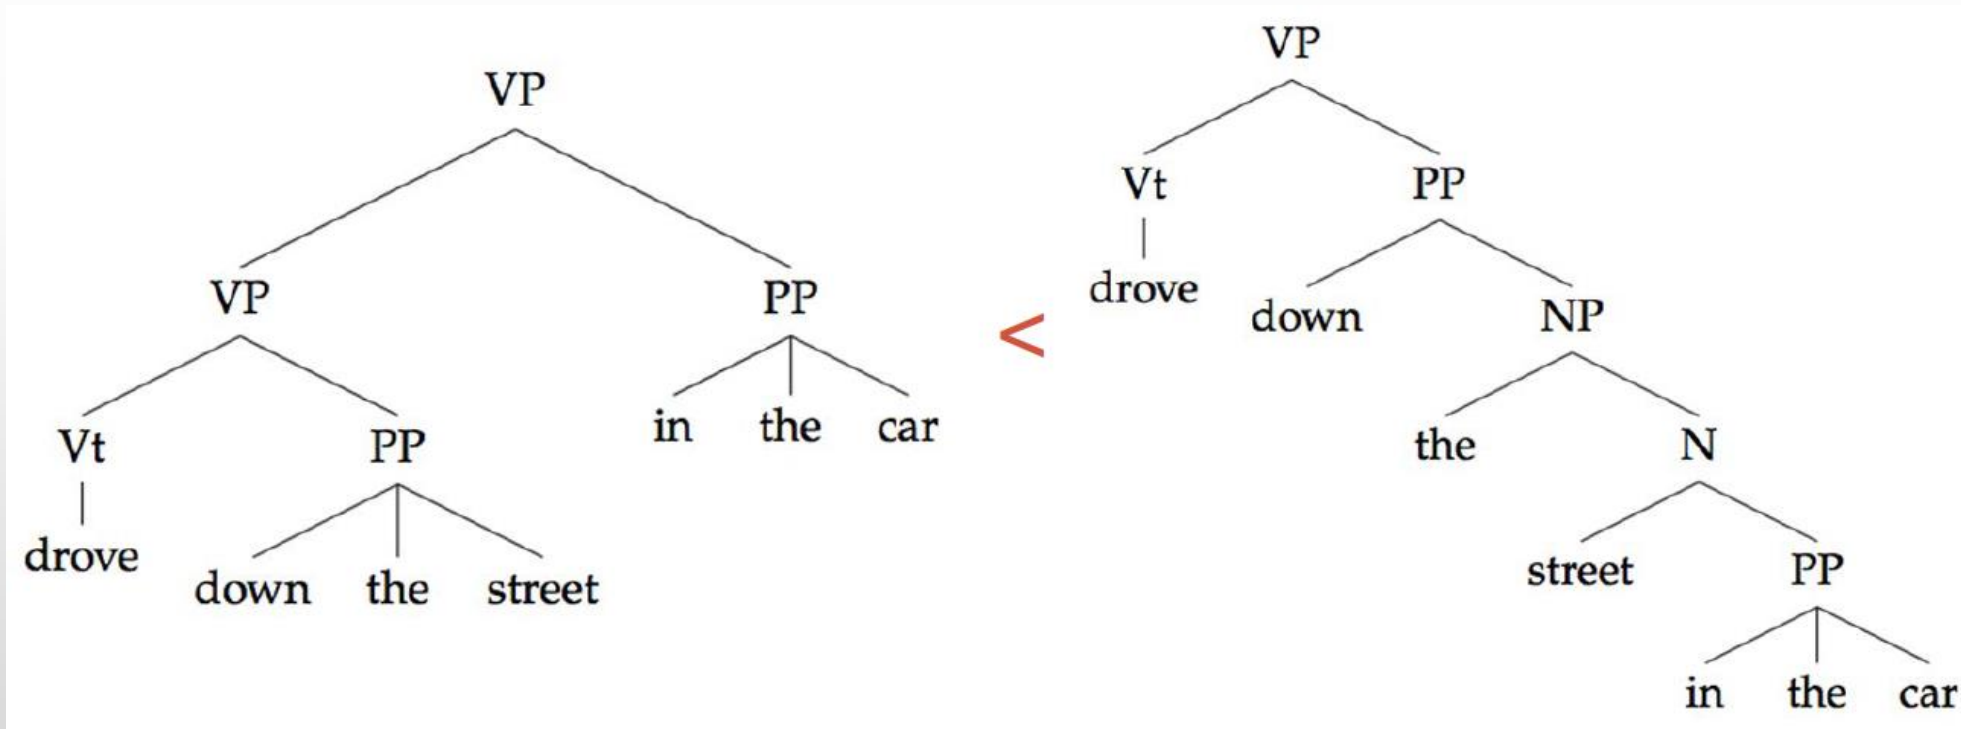 VP
VP PP
Vt PP in the car
drove down the street
<
VP
Vt PP
drove down NP
the N
street PP
in the car